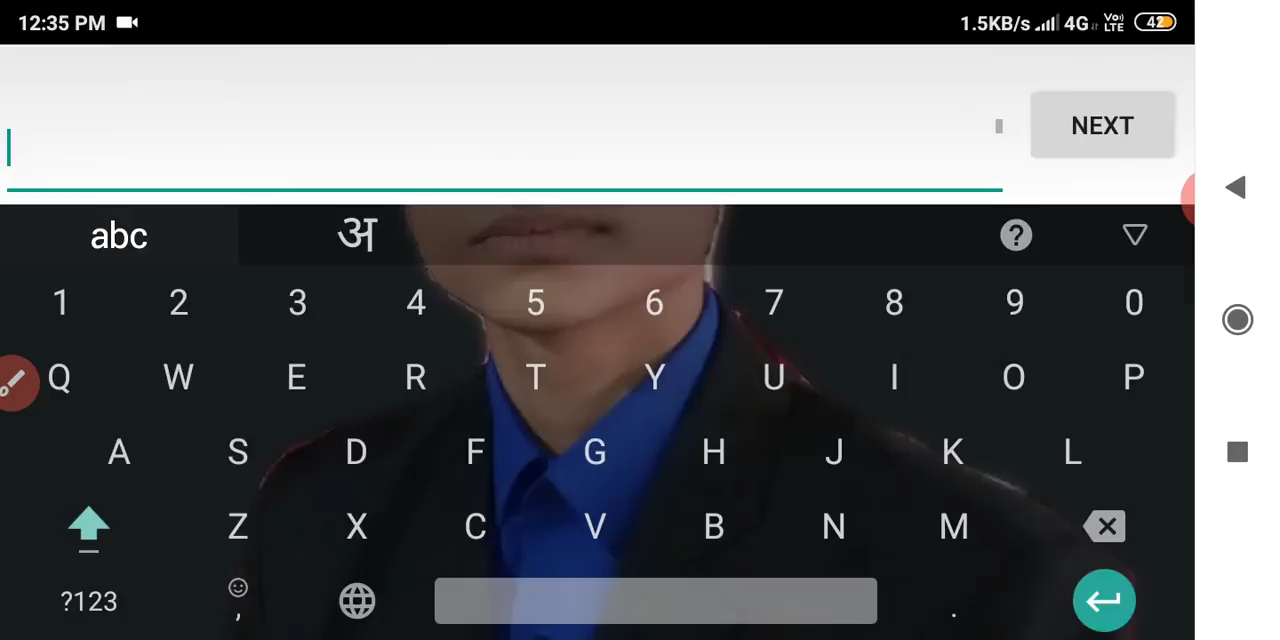 12:35 PM 1.5KB/s 4G Vo) LTE 42
NEXT
abc अ ?
1 2 3 4 5 6 7 8 9 0
Q W E R T Y U I O P
A S D F G H J K L
Z X C V B N M
?123 , .